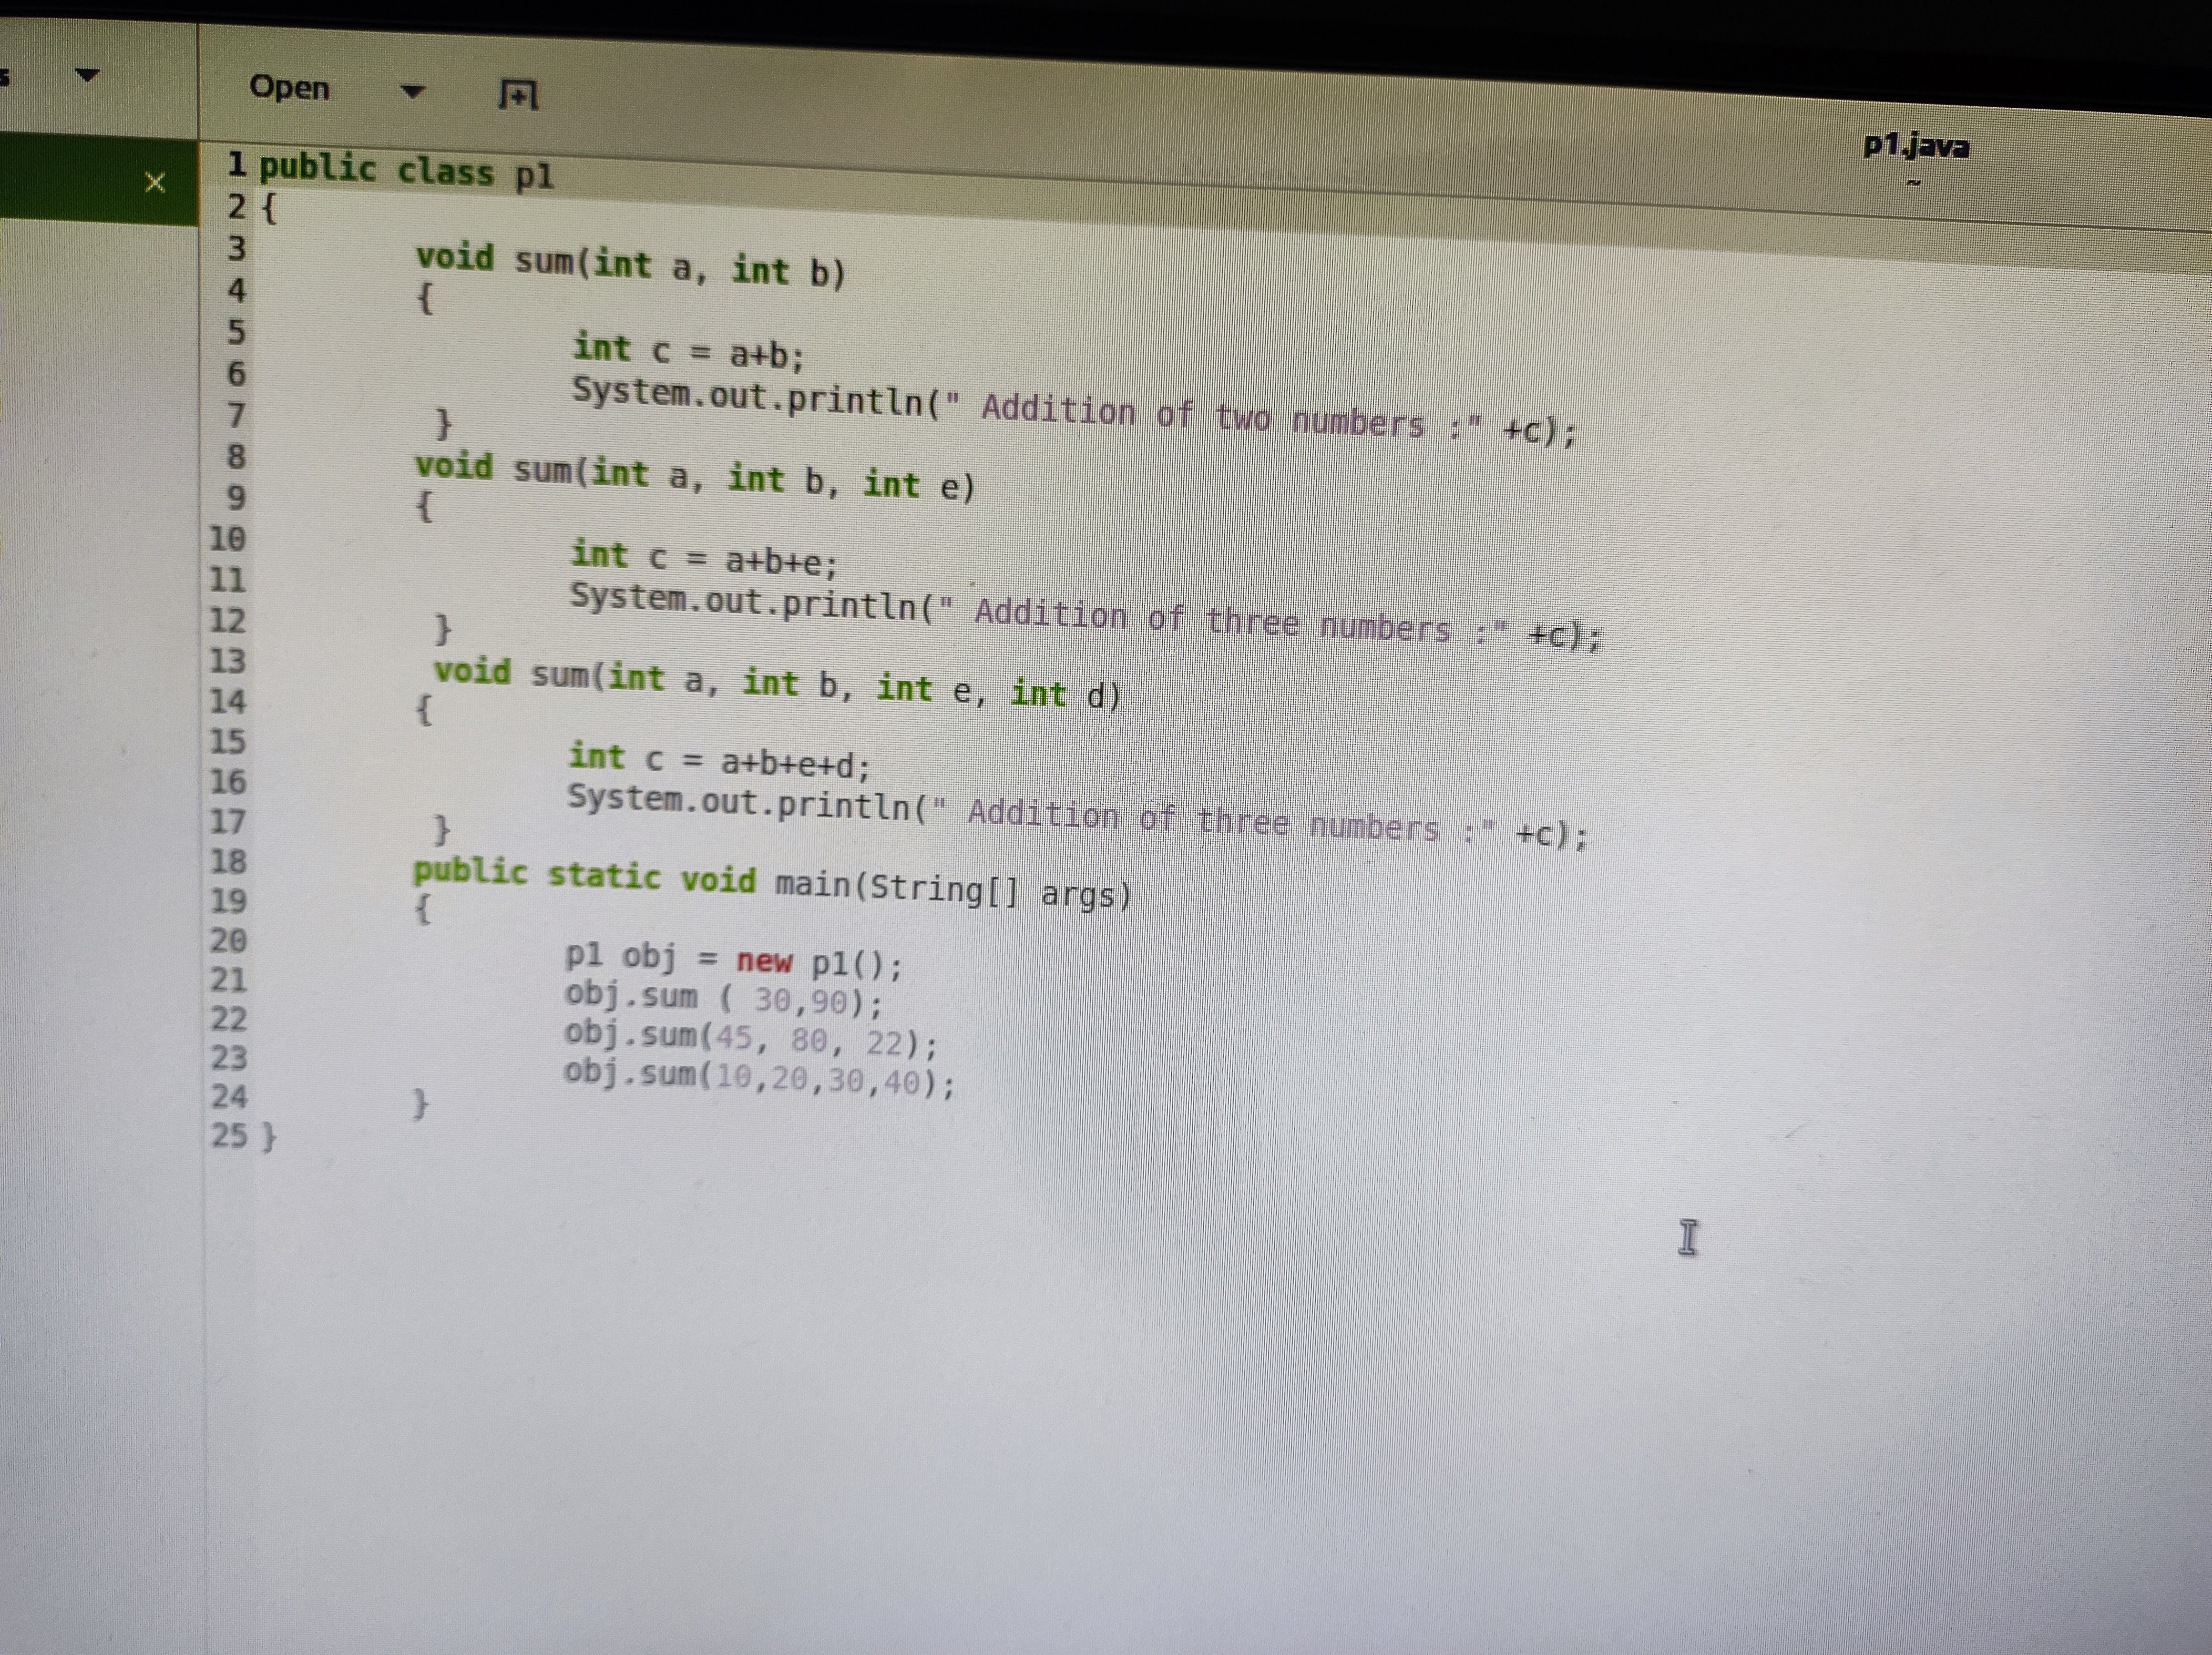 s
Open
p1.java
~
1 public class p1
2 {
3 void sum(int a, int b)
4 {
5 int c = a+b;
6 System.out.println(" Addition of two numbers :" +c);
7 }
8 void sum(int a, int b, int e)
9 {
10 int c = a+b+e;
11 System.out.println(" Addition of three numbers :" +c);
12 }
13 void sum(int a, int b, int e, int d)
14 {
15 int c = a+b+e+d;
16 System.out.println(" Addition of three numbers :" +c);
17 }
18 public static void main(String[] args)
19 {
20 p1 obj = new p1();
21 obj.sum ( 30,90);
22 obj.sum(45, 80, 22);
23 obj.sum(10,20,30,40);
24 }
25 }